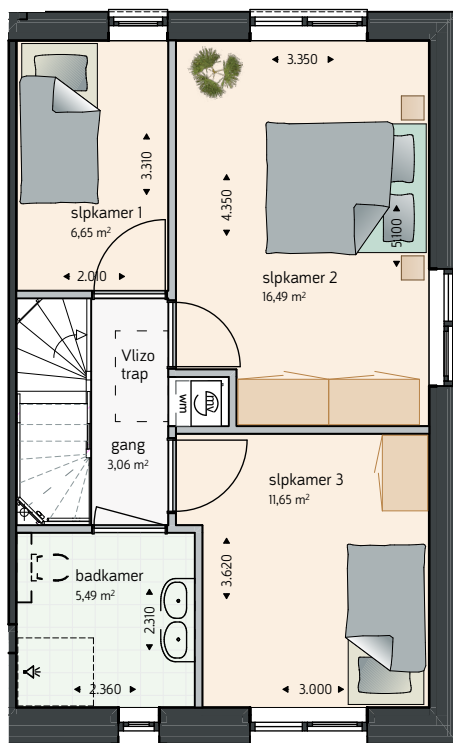 3.350
3.310
4.350
5.100
slpkamer 1
6,65 m²
2.010
slpkamer 2
16,49 m²
Vlizo
trap
wm
gang
3,06 m²
slpkamer 3
11,65 m²
3.620
badkamer
5,49 m²
2.310
2.360
3.000